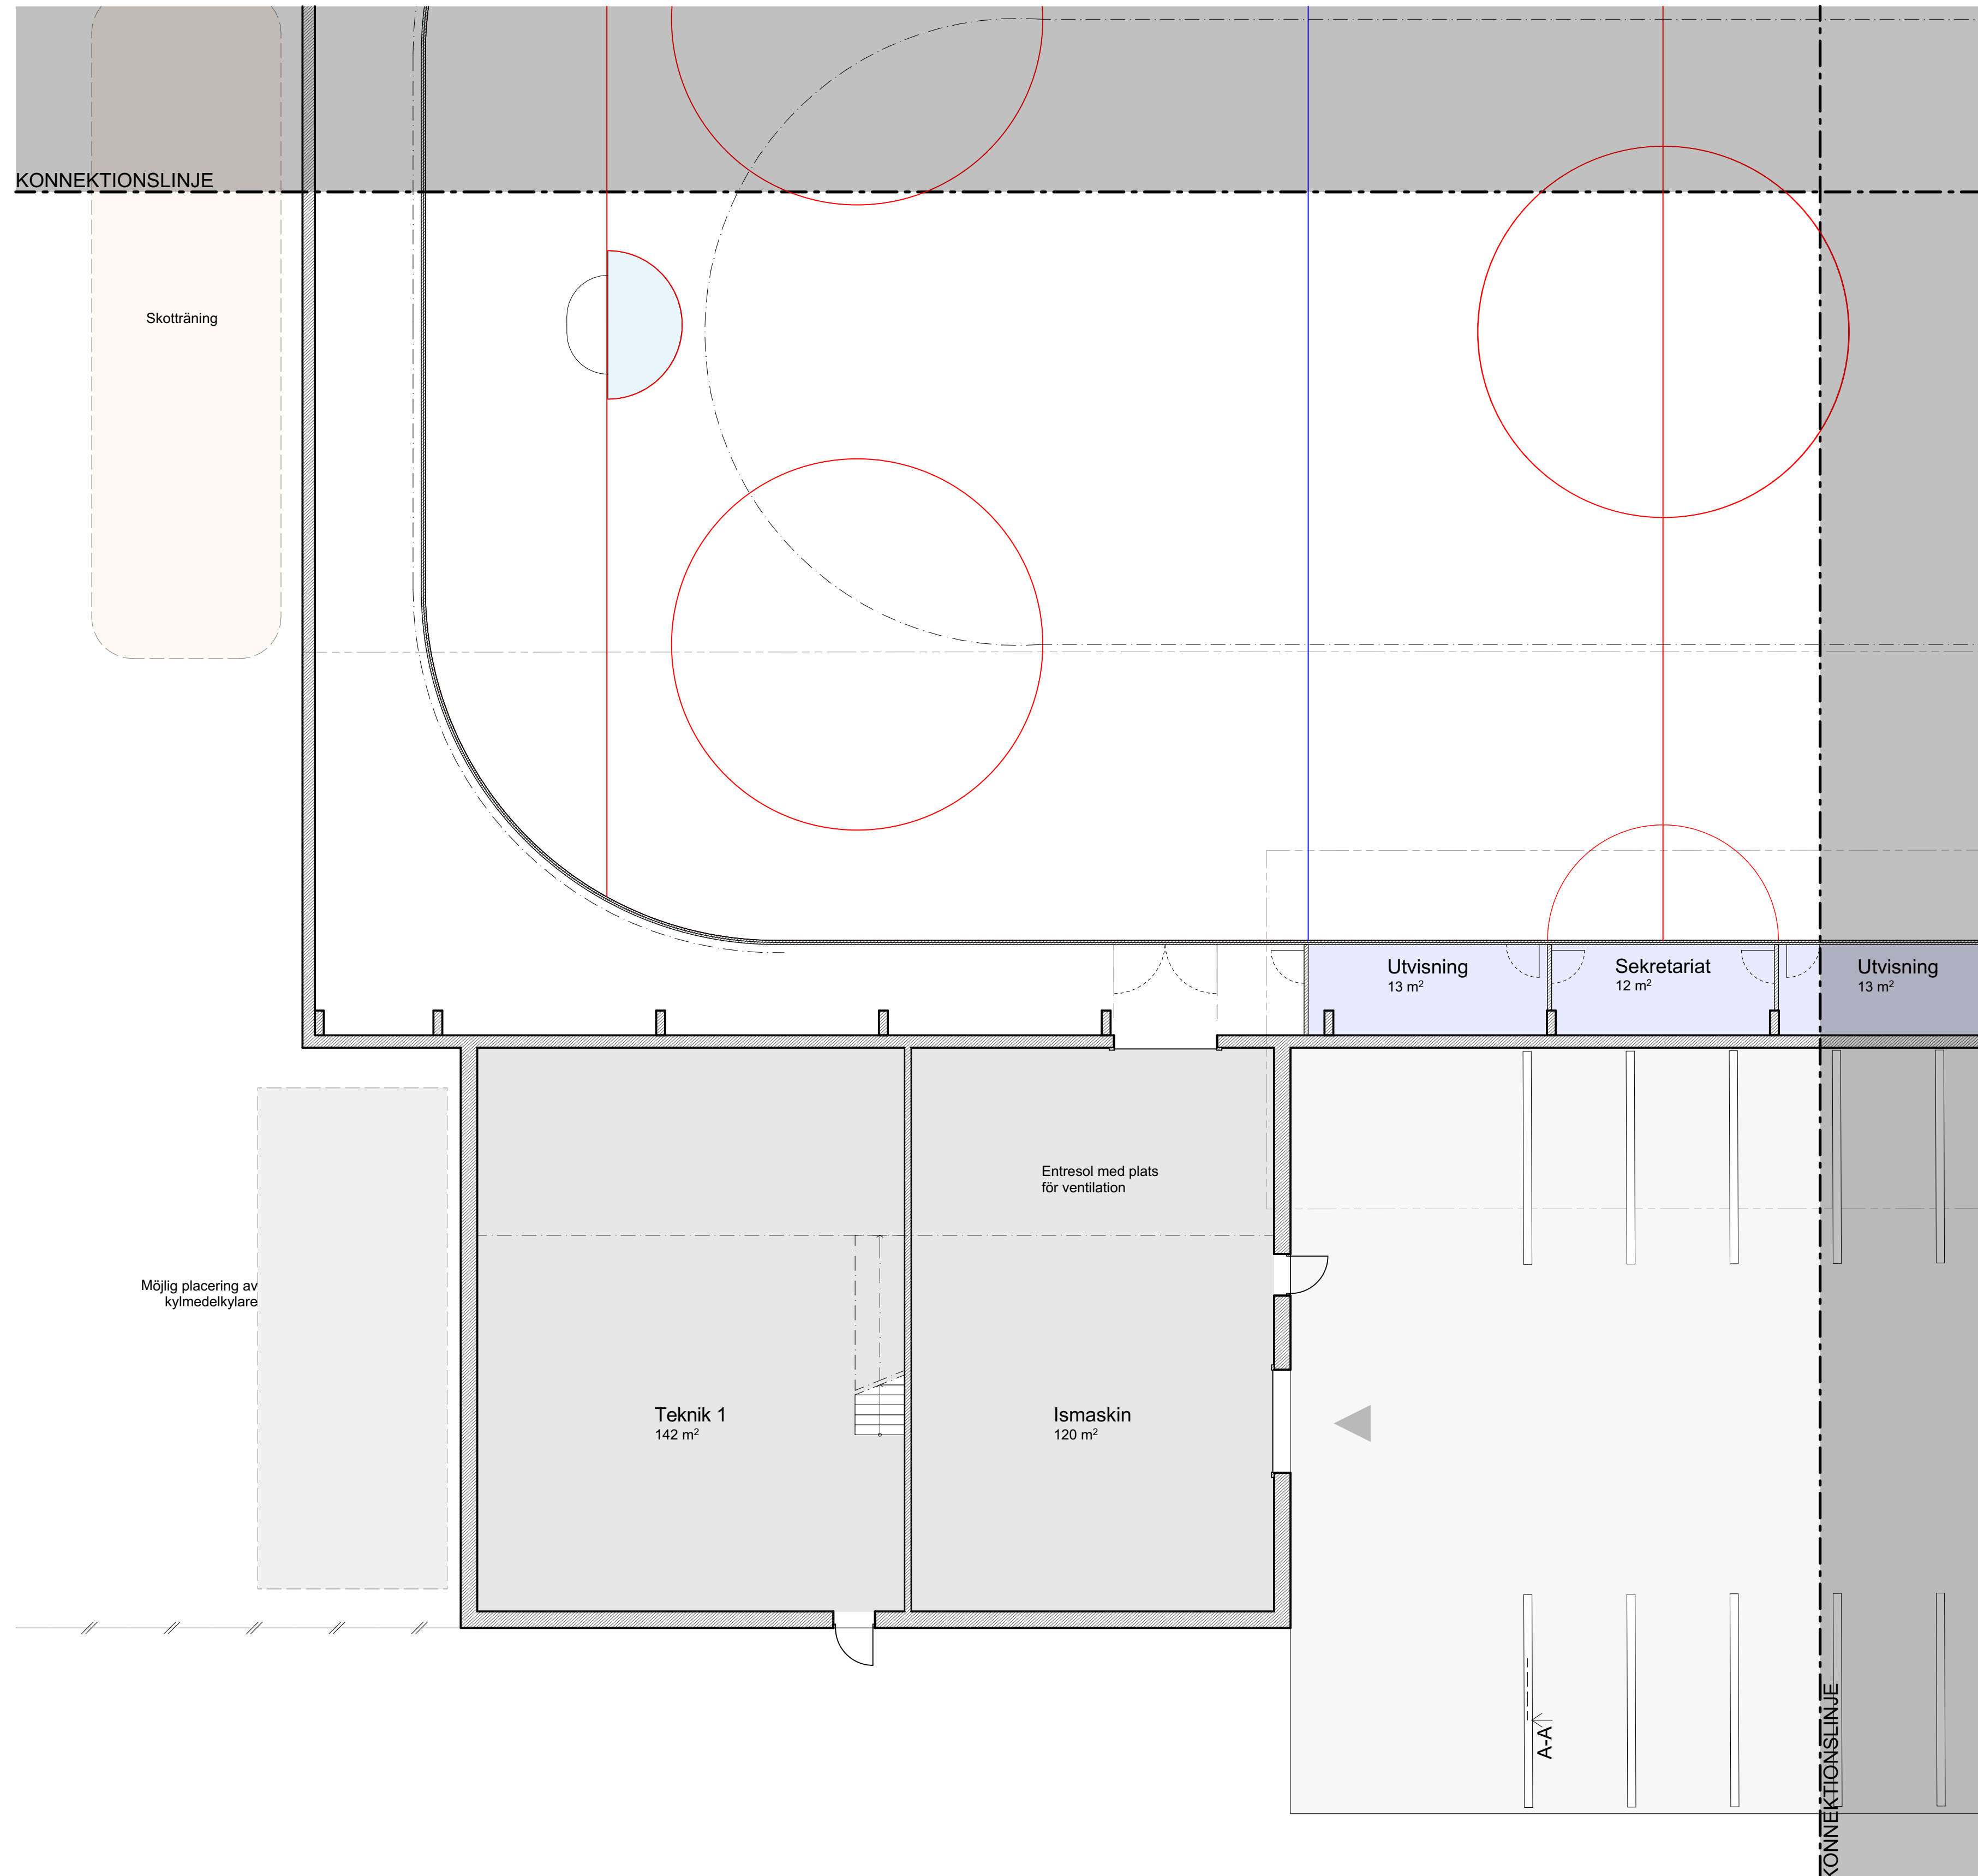 KONNEKTIONSLINJE
Skotträning
Utvisning
13 m²
Sekretariat
12 m²
Utvisning
13 m²
Entresol med plats
för ventilation
Möjlig placering av
kylmedelkylare
Teknik 1
142 m²
Ismaskin
120 m²
A-A
KONNEKTIONSLINJE